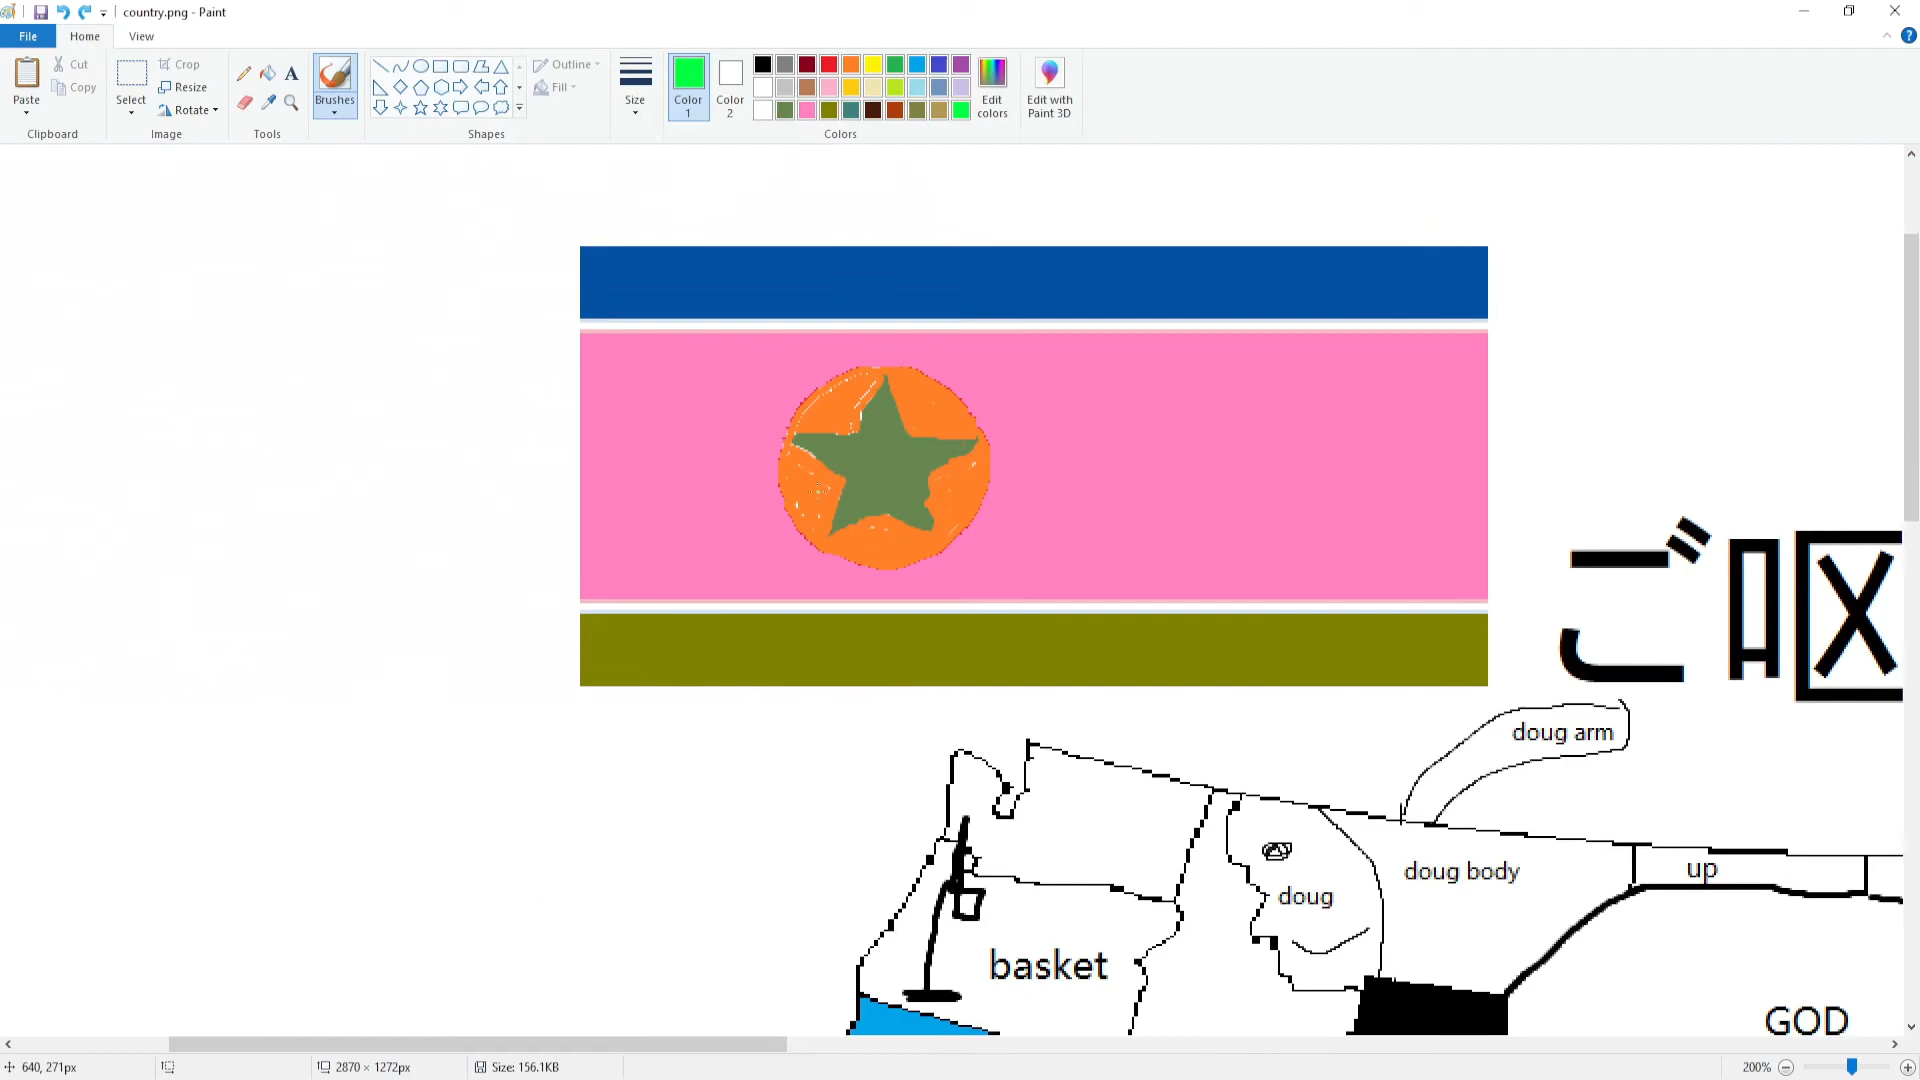 country.png - Paint
File Home View
Paste
Cut
Copy
Clipboard
Select
Crop
Resize
Rotate
Image
Tools
Brushes
Shapes
Outline
Fill
Size
Color 1
Color 2
Edit colors
Colors
Edit with Paint 3D
ご呕
doug arm
doug body
up
doug
basket
GOD
640, 271px
2870 × 1272px
Size: 156.1KB
200%